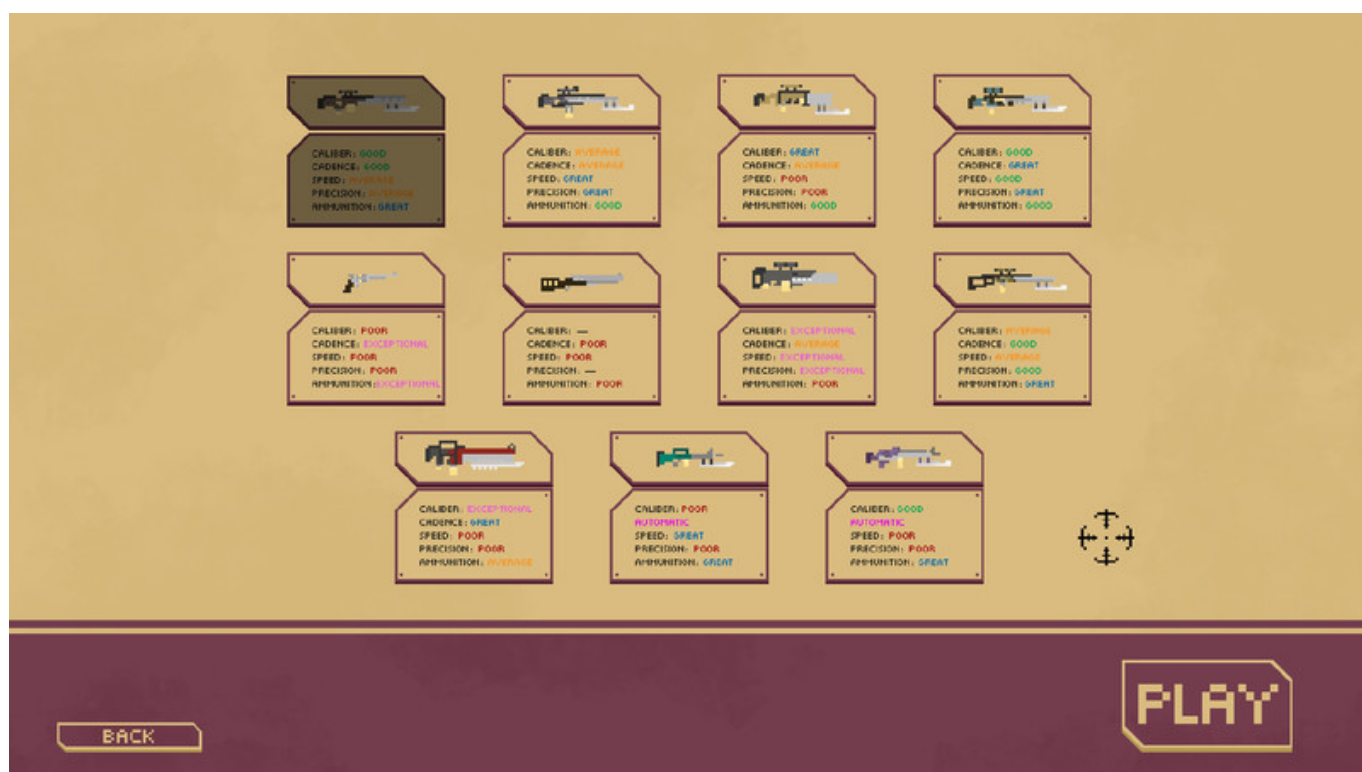 CALIBER: GOOD
CADENCE: GOOD
SPEED: AVERAGE
PRECISION: AVERAGE
AMMUNITION: GREAT
CALIBER: AVERAGE
CADENCE: AVERAGE
SPEED: GREAT
PRECISION: GREAT
AMMUNITION: GOOD
CALIBER: GREAT
CADENCE: AVERAGE
SPEED: POOR
PRECISION: POOR
AMMUNITION: GOOD
CALIBER: GOOD
CADENCE: GREAT
SPEED: GOOD
PRECISION: GREAT
AMMUNITION: GOOD
CALIBER: POOR
CADENCE: EXCEPTIONAL
SPEED: POOR
PRECISION: POOR
AMMUNITION:EXCEPTIONAL
CALIBER: —
CADENCE: POOR
SPEED: POOR
PRECISION: —
AMMUNITION: POOR
CALIBER: EXCEPTIONAL
CADENCE: AVERAGE
SPEED: EXCEPTIONAL
PRECISION: EXCEPTIONAL
AMMUNITION: POOR
CALIBER: AVERAGE
CADENCE: GOOD
SPEED: AVERAGE
PRECISION: GOOD
AMMUNITION: GREAT
CALIBER: EXCEPTIONAL
CADENCE: GREAT
SPEED: POOR
PRECISION: POOR
AMMUNITION: AVERAGE
CALIBER: POOR
AUTOMATIC
SPEED: GREAT
PRECISION: POOR
AMMUNITION: GREAT
CALIBER: GOOD
AUTOMATIC
SPEED: POOR
PRECISION: POOR
AMMUNITION: GREAT
BACK
PLAY